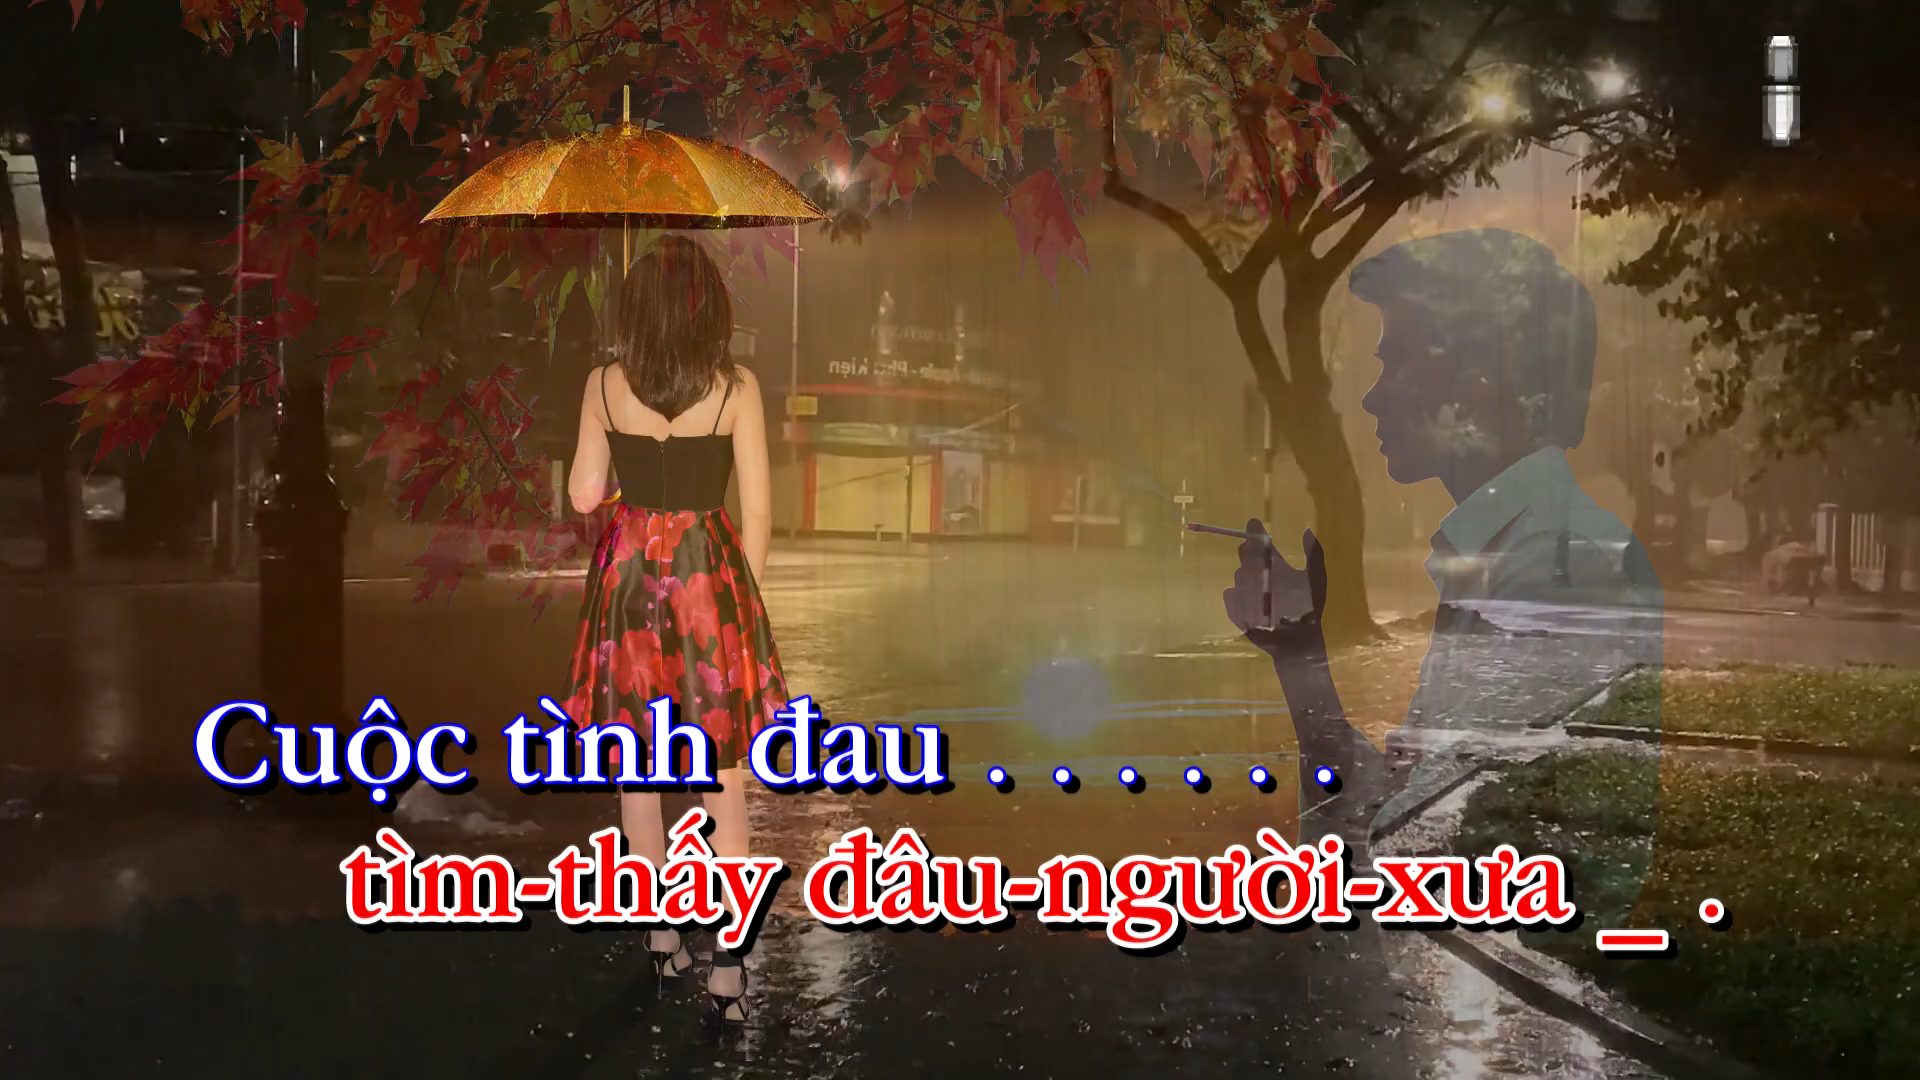 Cuộc tình đau . . . . . .
tìm-thấy đâu-người-xưa _ .